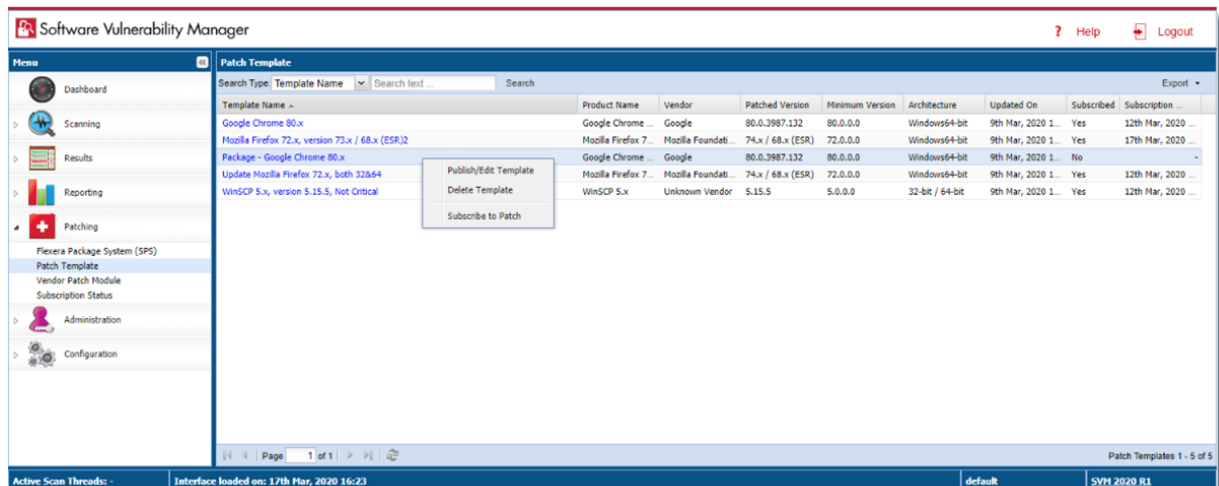 Software Vulnerability Manager
? Help Logout
Menu
Patch Template
Dashboard
Scanning
Results
Reporting
Patching
Flexera Package System (SPS)
Patch Template
Vendor Patch Module
Subscription Status
Administration
Configuration
Search Type: Template Name Search text ... Search Export
Template Name Product Name Vendor Patched Version Minimum Version Architecture Updated On Subscribed Subscription ...
Google Chrome 80.x Google Chrome ... Google 80.0.3987.132 80.0.0.0 Windows64-bit 9th Mar, 2020 1... Yes 12th Mar, 2020 ...
Mozilla Firefox 72.x, version 73.x / 68.x (ESR)2 Mozilla Firefox 7... Mozilla Foundati... 74.x / 68.x (ESR) 72.0.0.0 Windows64-bit 9th Mar, 2020 1... Yes 17th Mar, 2020 ...
Package - Google Chrome 80.x Google Chrome ... Google 80.0.3987.132 80.0.0.0 Windows64-bit 9th Mar, 2020 1... No -
Update Mozilla Firefox 72.x, both 32&64 Mozilla Firefox 7... Mozilla Foundati... 74.x / 68.x (ESR) 72.0.0.0 Windows64-bit 9th Mar, 2020 1... Yes 12th Mar, 2020 ...
WinSCP 5.x, version 5.15.5, Not Critical WinSCP 5.x Unknown Vendor 5.15.5 5.0.0.0 32-bit / 64-bit 9th Mar, 2020 1... Yes 12th Mar, 2020 ...
Publish/Edit Template
Delete Template
Subscribe to Patch
Page 1 of 1 Patch Templates 1 - 5 of 5
Active Scan Threads: - Interface loaded on: 17th Mar, 2020 16:23 default SVM 2020 R1